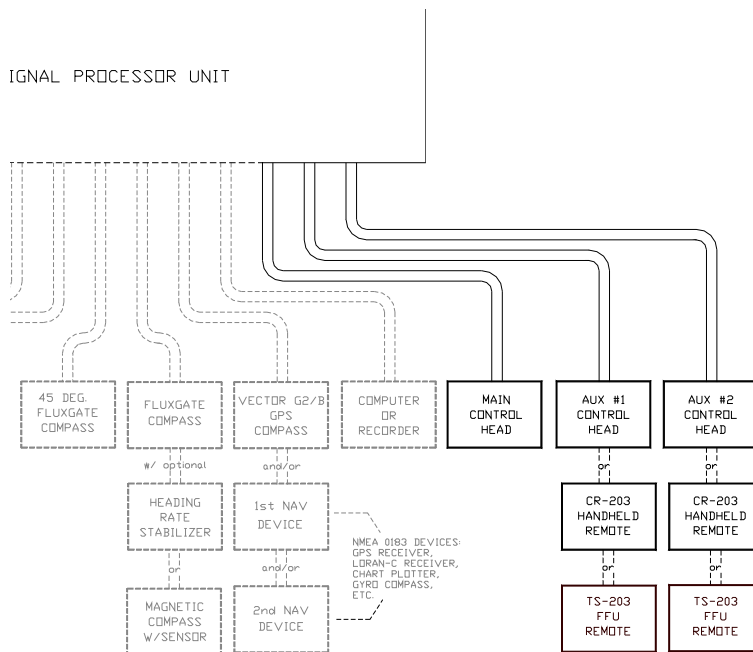 IGNAL PROCESSOR UNIT
45 DEG.
FLUXGATE
COMPASS
FLUXGATE
COMPASS
VECTOR G2/B
GPS
COMPASS
COMPUTER
OR
RECORDER
MAIN
CONTROL
HEAD
AUX #1
CONTROL
HEAD
AUX #2
CONTROL
HEAD
W/ optional
and/or
or
or
HEADING
RATE
STABILIZER
1st NAV
DEVICE
CR-203
HANDHELD
REMOTE
CR-203
HANDHELD
REMOTE
NMEA 0183 DEVICES:
GPS RECEIVER,
LORAN-C RECEIVER,
CHART PLOTTER,
GYRO COMPASS,
ETC.
or
and/or
or
or
MAGNETIC
COMPASS
W/SENSOR
2nd NAV
DEVICE
TS-203
FFU
REMOTE
TS-203
FFU
REMOTE